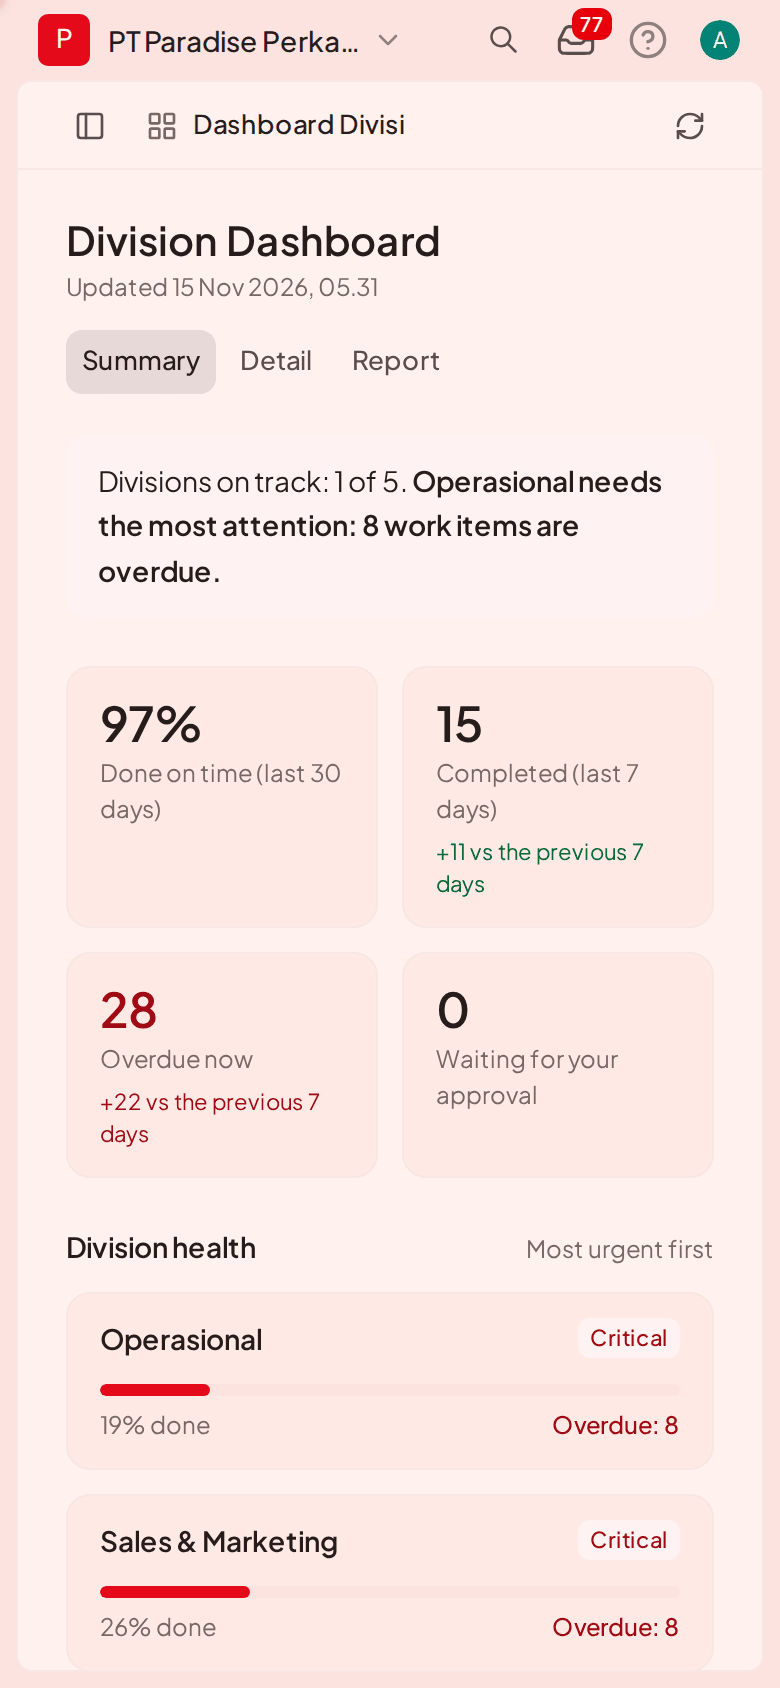 P
PT Paradise Perka...
77
A
Dashboard Divisi
Division Dashboard
Updated 15 Nov 2026, 05.31
Summary
Detail
Report
Divisions on track: 1 of 5. Operasional needs
the most attention: 8 work items are
overdue.
97%
Done on time (last 30
days)
15
Completed (last 7
days)
+11 vs the previous 7
days
28
Overdue now
+22 vs the previous 7
days
0
Waiting for your
approval
Division health
Most urgent first
Operasional
Critical
19% done
Overdue: 8
Sales & Marketing
Critical
26% done
Overdue: 8